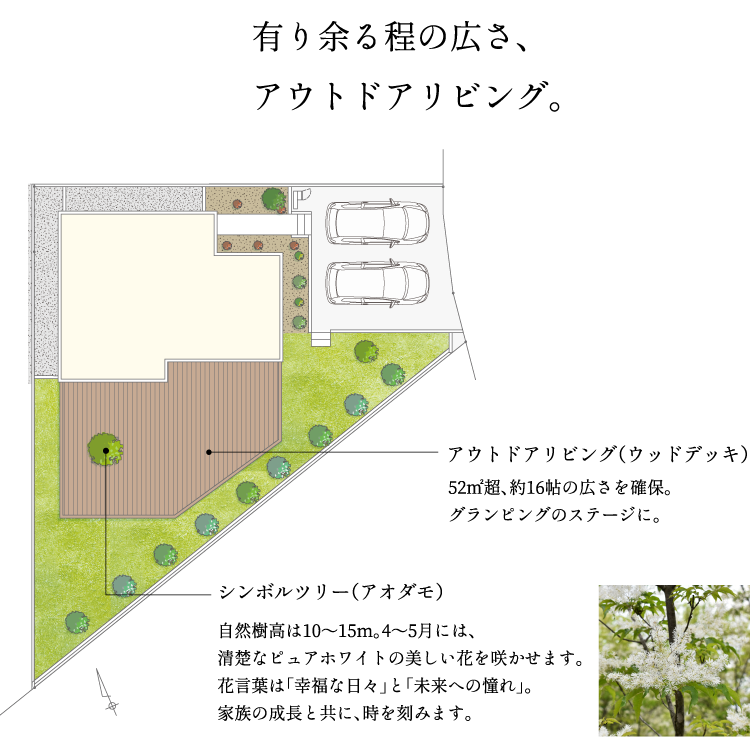 有り余る程の広さ、
アウトドアリビング。
アウトドアリビング（ウッドデッキ）
52㎡超、約16帖の広さを確保。
グランピングのステージに。
シンボルツリー（アオダモ）
自然樹高は10〜15m。4〜5月には、
清楚なピュアホワイトの美しい花を咲かせます。
花言葉は「幸福な日々」と「未来への憧れ」。
家族の成長と共に、時を刻みます。